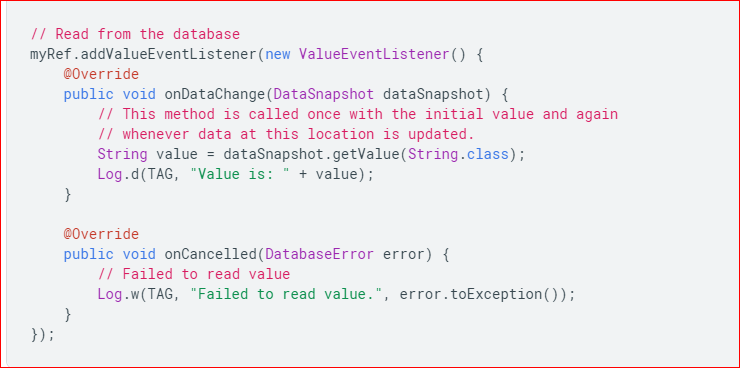 // Read from the database
myRef.addValueEventListener(new ValueEventListener() {
    @Override
    public void onDataChange(DataSnapshot dataSnapshot) {
        // This method is called once with the initial value and again
        // whenever data at this location is updated.
        String value = dataSnapshot.getValue(String.class);
        Log.d(TAG, "Value is: " + value);
    }

    @Override
    public void onCancelled(DatabaseError error) {
        // Failed to read value
        Log.w(TAG, "Failed to read value.", error.toException());
    }
});